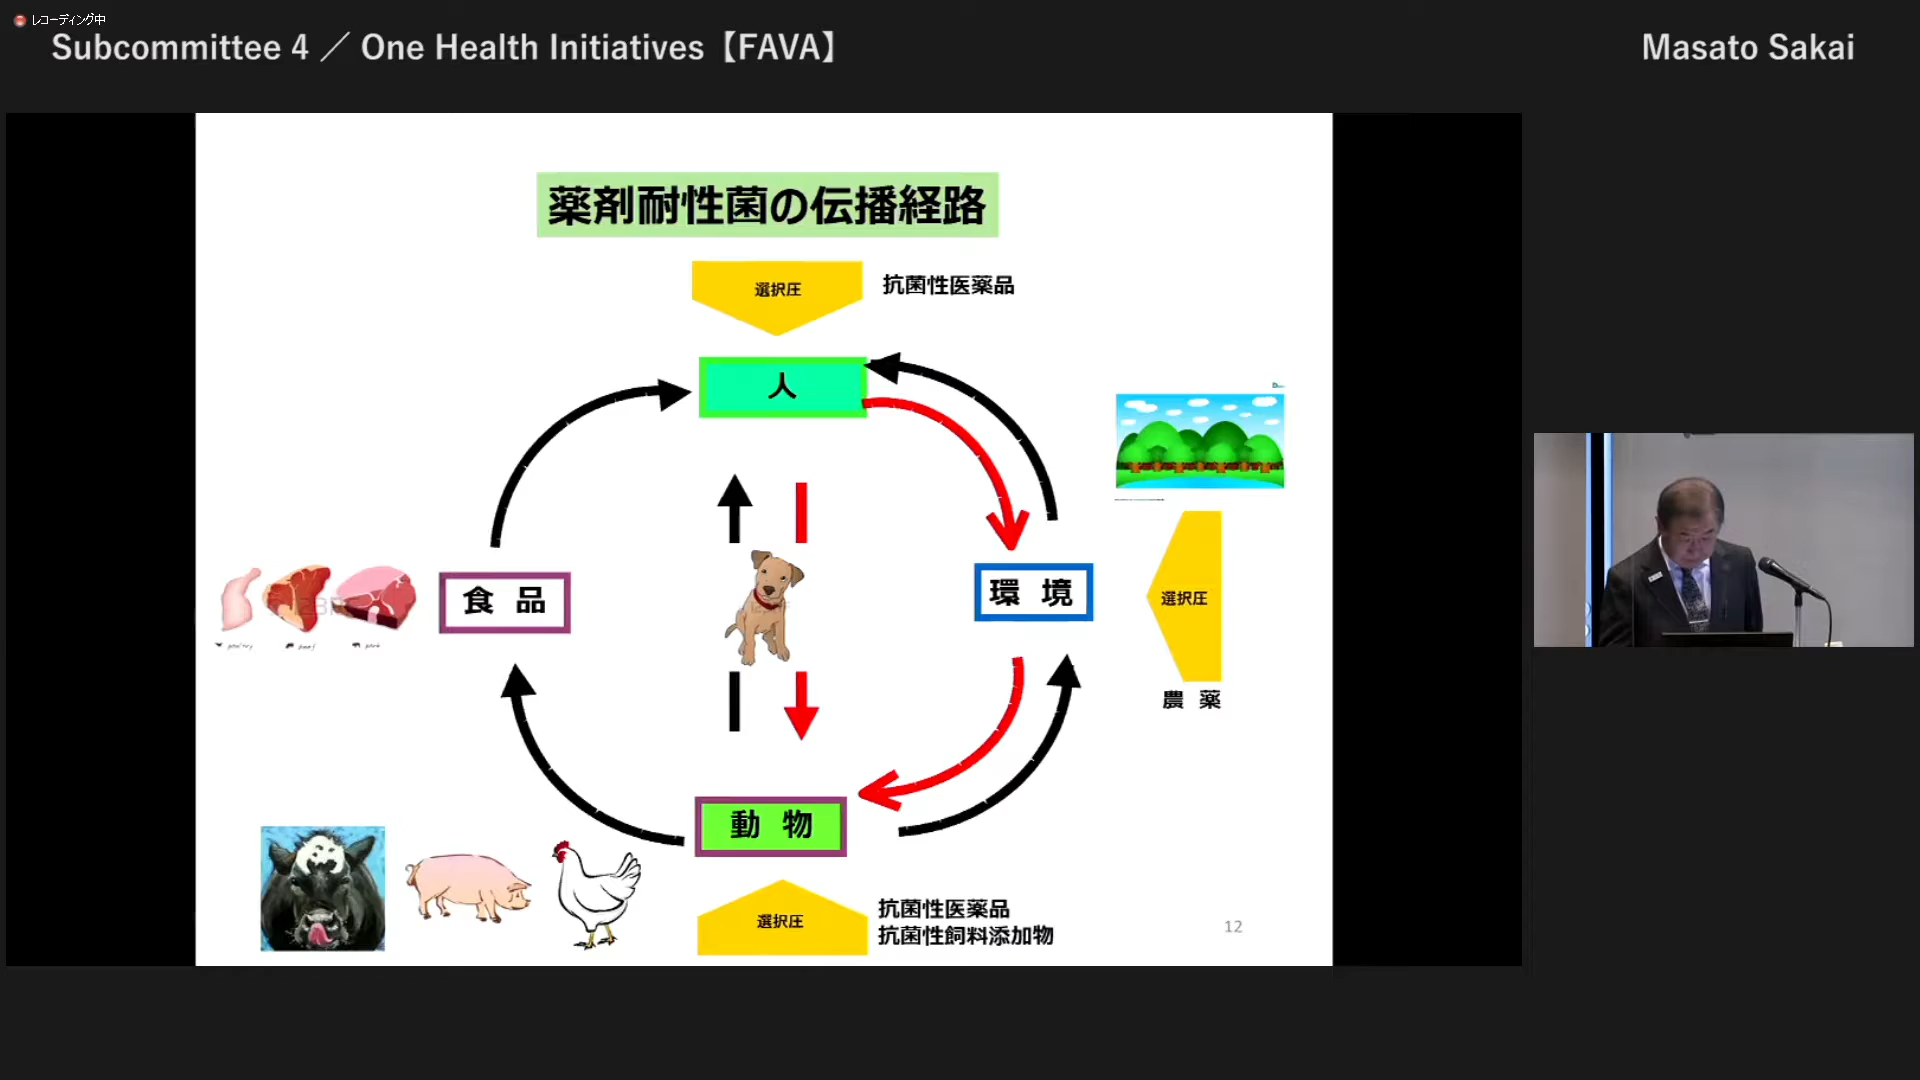 レコーディング中
Subcommittee 4 ／ One Health Initiatives【FAVA】
Masato Sakai
薬剤耐性菌の伝播経路
選択圧
抗菌性医薬品
人
食 品
環 境
選択圧
農 薬
poultry
beef
pork
動 物
選択圧
抗菌性医薬品
抗菌性飼料添加物
12